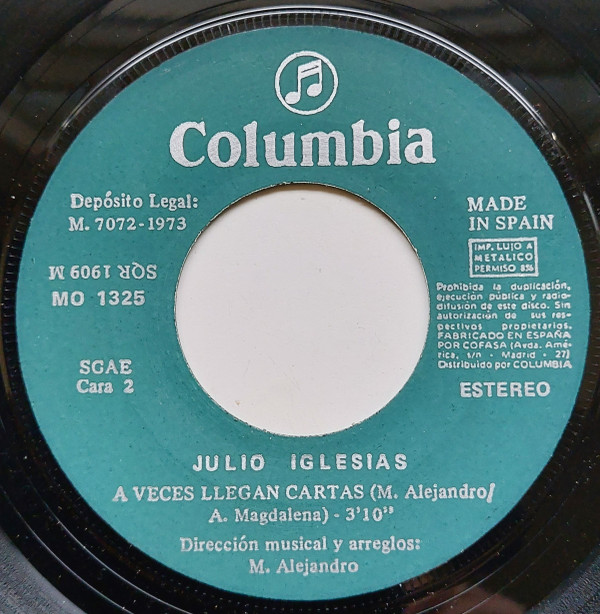 Columbia
Depósito Legal:
M. 7072-1973
SQR 1909 M
MO 1325
SGAE
Cara 2
MADE
IN SPAIN
IMP. LUJO A
METALICO
PERMISO 856
Prohibida la duplicación,
ejecución pública y radio-
difusión de este disco. Sin
autorización de sus res-
pectivos propietarios.
FABRICADO EN ESPAÑA
POR COFASA (Avda. Amé-
rica, s/n - Madrid - 27)
Distribuido por COLUMBIA
ESTEREO
JULIO IGLESIAS
A VECES LLEGAN CARTAS (M. Alejandro/
A. Magdalena) - 3'10"
Dirección musical y arreglos:
M. Alejandro